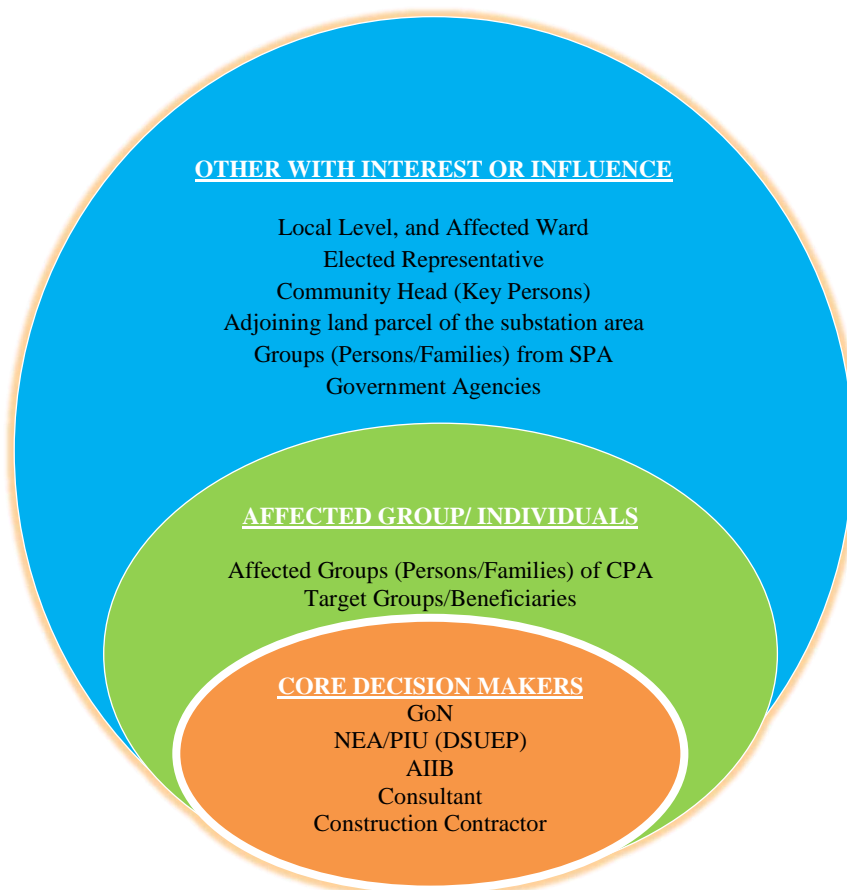 OTHER WITH INTEREST OR INFLUENCE
Local Level, and Affected Ward
Elected Representative
Community Head (Key Persons)
Adjoining land parcel of the substation area
Groups (Persons/Families) from SPA
Government Agencies
AFFECTED GROUP/ INDIVIDUALS
Affected Groups (Persons/Families) of CPA
Target Groups/Beneficiaries
CORE DECISION MAKERS
GoN
NEA/PIU (DSUEP)
AIIB
Consultant
Construction Contractor